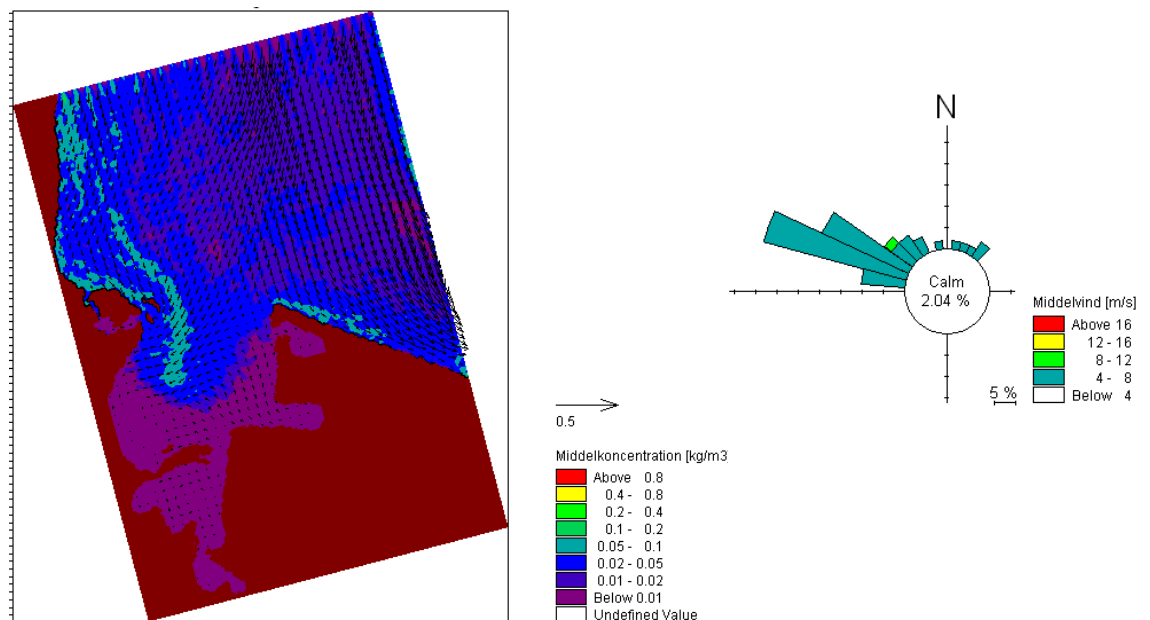 N
Calm
2.04 %
5 %
Middelvind [m/s]
Above 16
12 - 16
8 - 12
4 - 8
Below 4
0.5
Middelkoncentration [kg/m3
Above 0.8
0.4 - 0.8
0.2 - 0.4
0.1 - 0.2
0.05 - 0.1
0.02 - 0.05
0.01 - 0.02
Below 0.01
Undefined Value